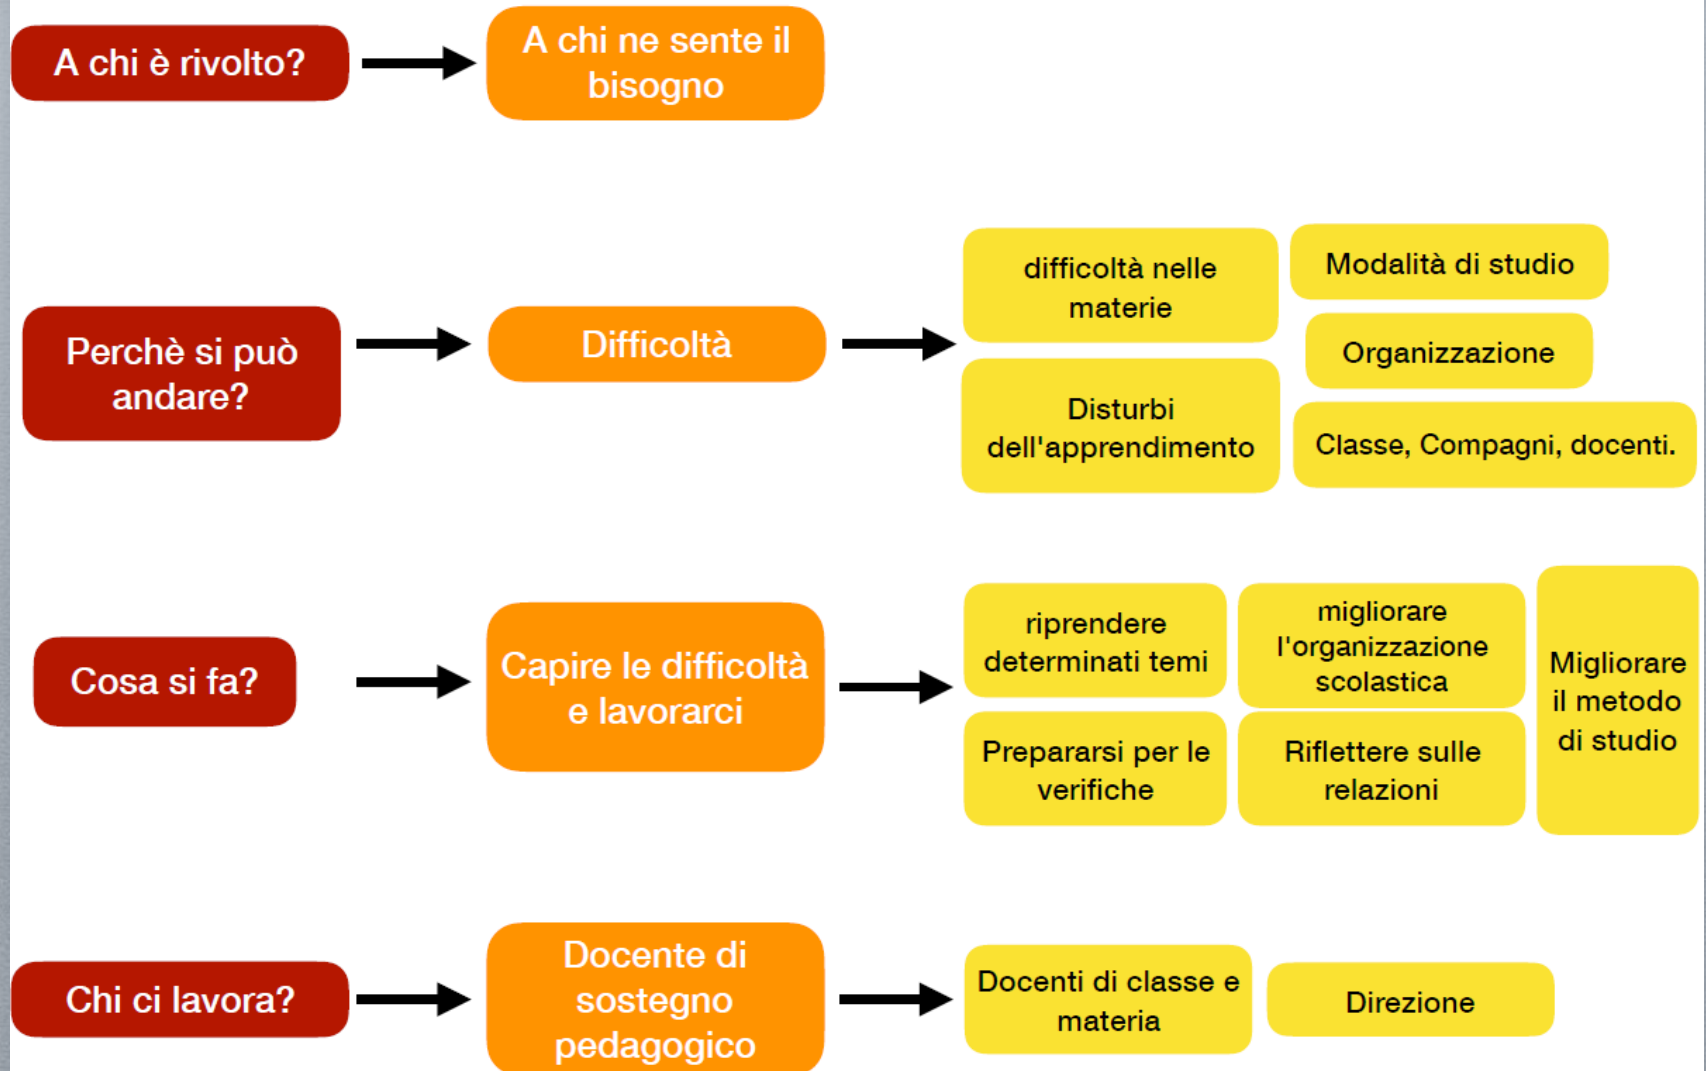 A chi è rivolto?
A chi ne sente il
bisogno
Perchè si può
andare?
Difficoltà
difficoltà nelle
materie
Modalità di studio
Organizzazione
Disturbi
dell'apprendimento
Classe, Compagni, docenti.
Cosa si fa?
Capire le difficoltà
e lavorarci
riprendere
determinati temi
migliorare
l'organizzazione
scolastica
Migliorare
il metodo
di studio
Prepararsi per le
verifiche
Riflettere sulle
relazioni
Chi ci lavora?
Docente di
sostegno
pedagogico
Docenti di classe e
materia
Direzione